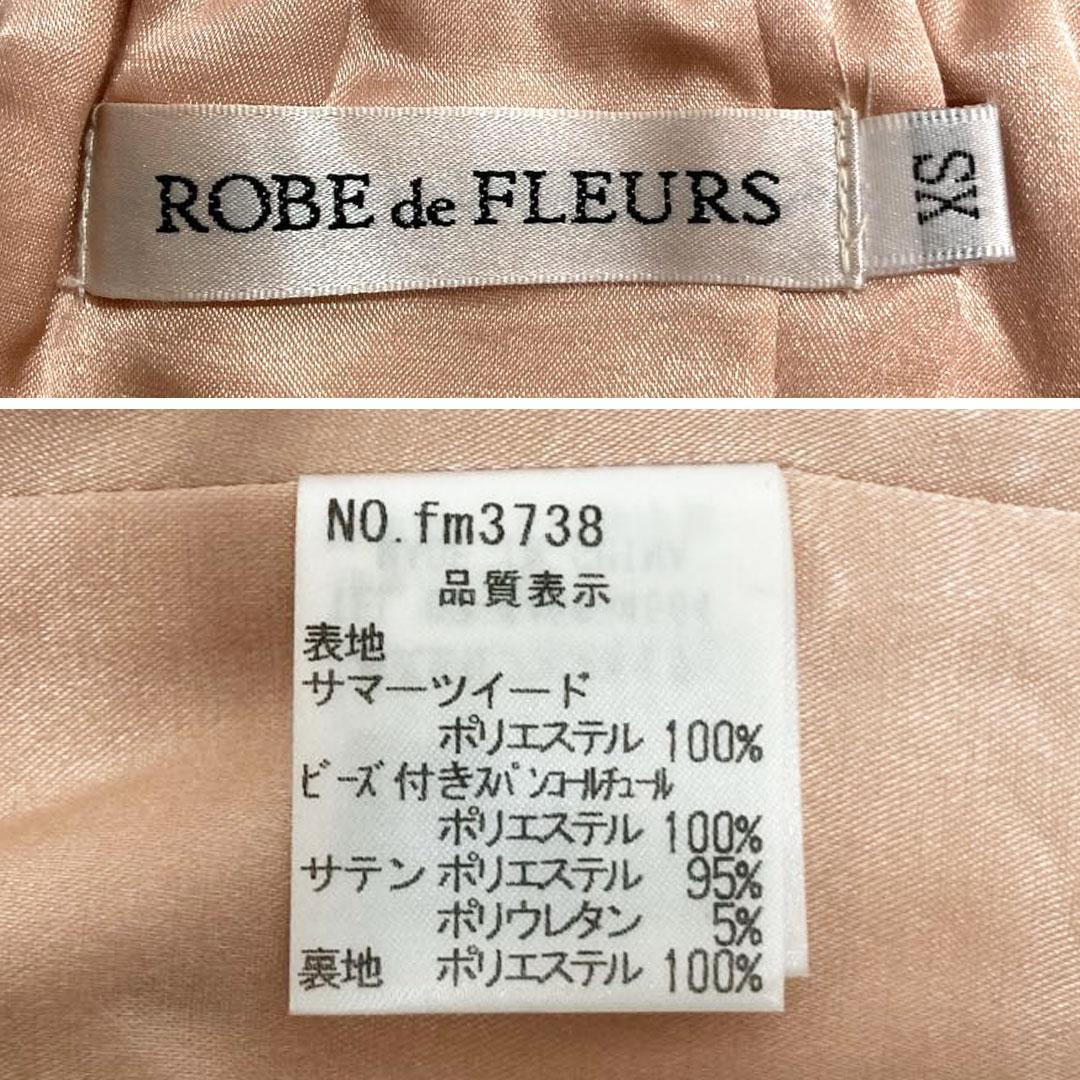 ROBE de FLEURS
XS
NO.fm3738
品質表示
表地
サマーツイード
ポリエステル 100%
ビーズ付きスパンコールチュール
ポリエステル 100%
サテン ポリエステル 95%
ポリウレタン 5%
裏地 ポリエステル 100%